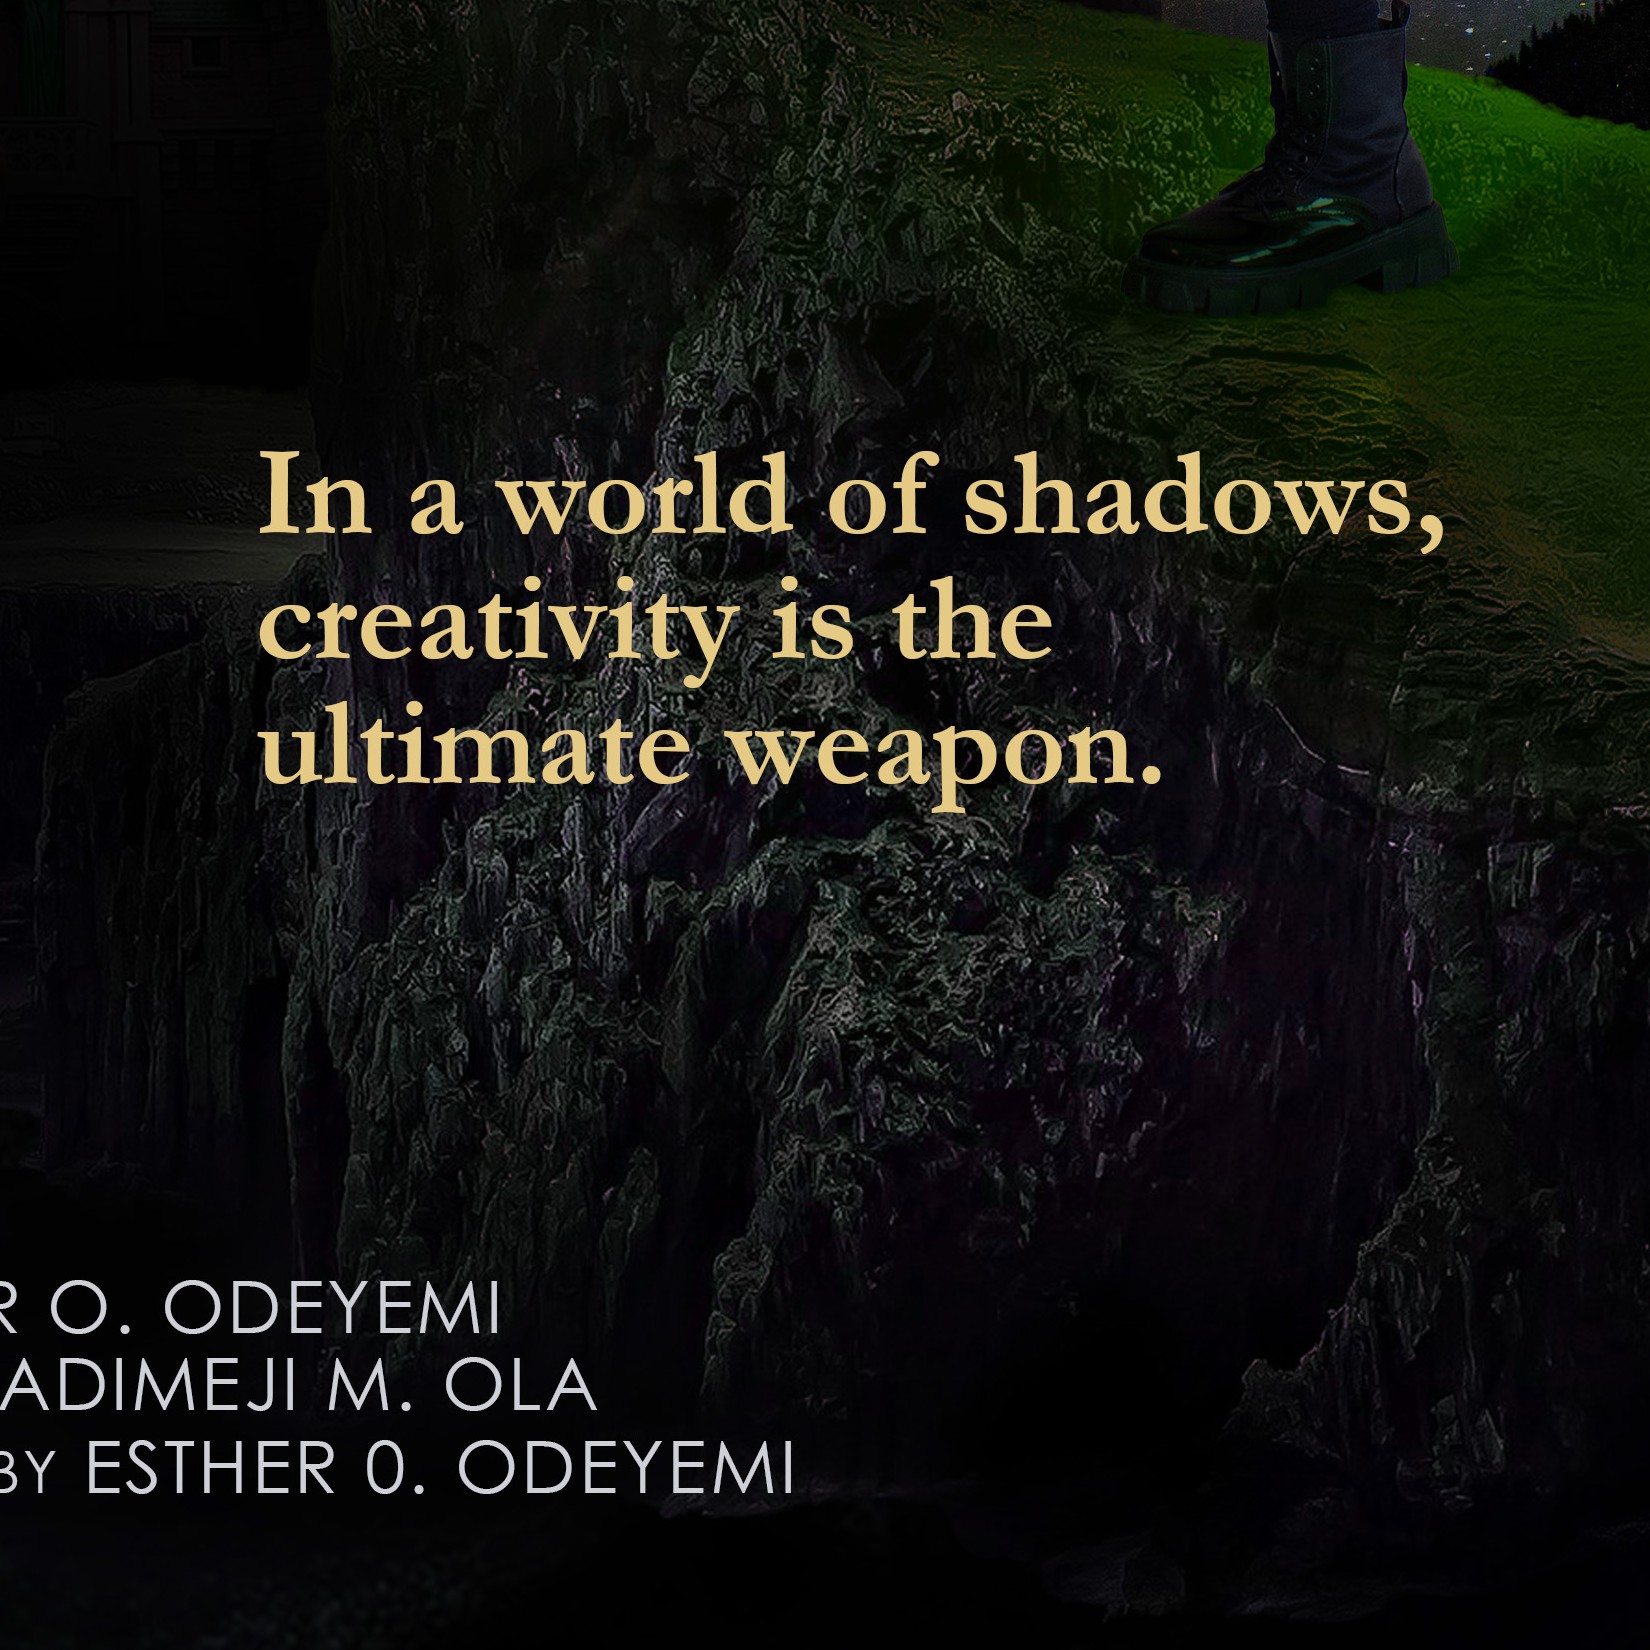 In a world of shadows,
creativity is the
ultimate weapon.
R O. ODEYEMI
ADIMEJI M. OLA
BY ESTHER 0. ODEYEMI